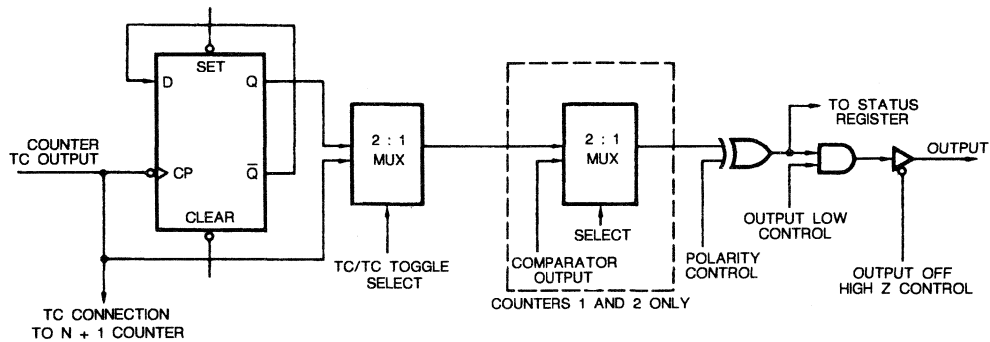 SET
D
Q
COUNTER
TC OUTPUT
CP
Q̅
CLEAR
2 : 1
MUX
TC/TC TOGGLE
SELECT
TC CONNECTION
TO N + 1 COUNTER
2 : 1
MUX
SELECT
COMPARATOR
OUTPUT
COUNTERS 1 AND 2 ONLY
POLARITY
CONTROL
TO STATUS
REGISTER
OUTPUT LOW
CONTROL
OUTPUT
OUTPUT OFF
HIGH Z CONTROL